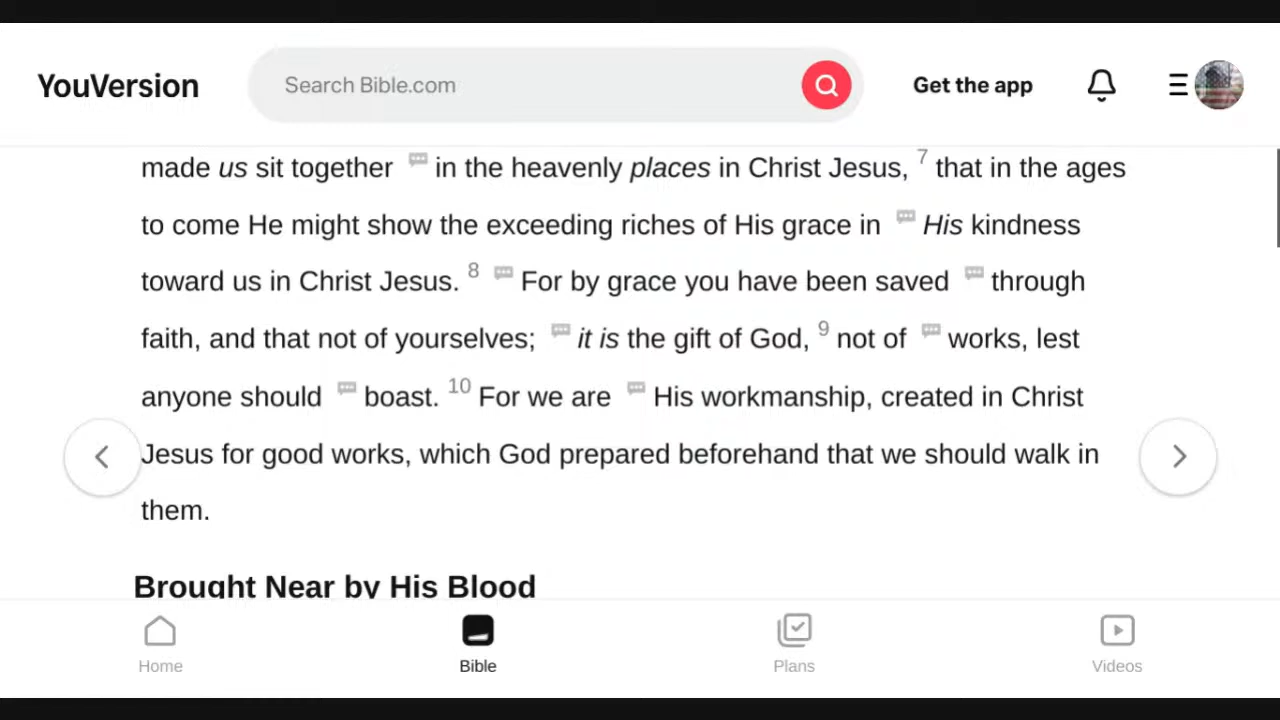 YouVersion
Search Bible.com
Get the app
made us sit together in the heavenly places in Christ Jesus, 7 that in the ages
to come He might show the exceeding riches of His grace in His kindness
toward us in Christ Jesus. 8 For by grace you have been saved through
faith, and that not of yourselves; it is the gift of God, 9 not of works, lest
anyone should boast. 10 For we are His workmanship, created in Christ
Jesus for good works, which God prepared beforehand that we should walk in
them.
Brought Near by His Blood
Home
Bible
Plans
Videos